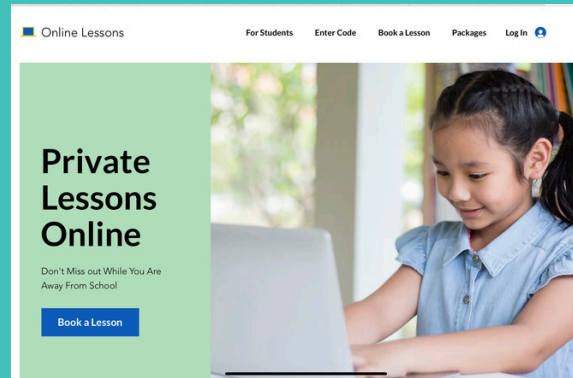 Online Lessons
For Students Enter Code Book a Lesson Packages Log In
Private
Lessons
Online
Don't Miss out While You Are
Away From School
Book a Lesson